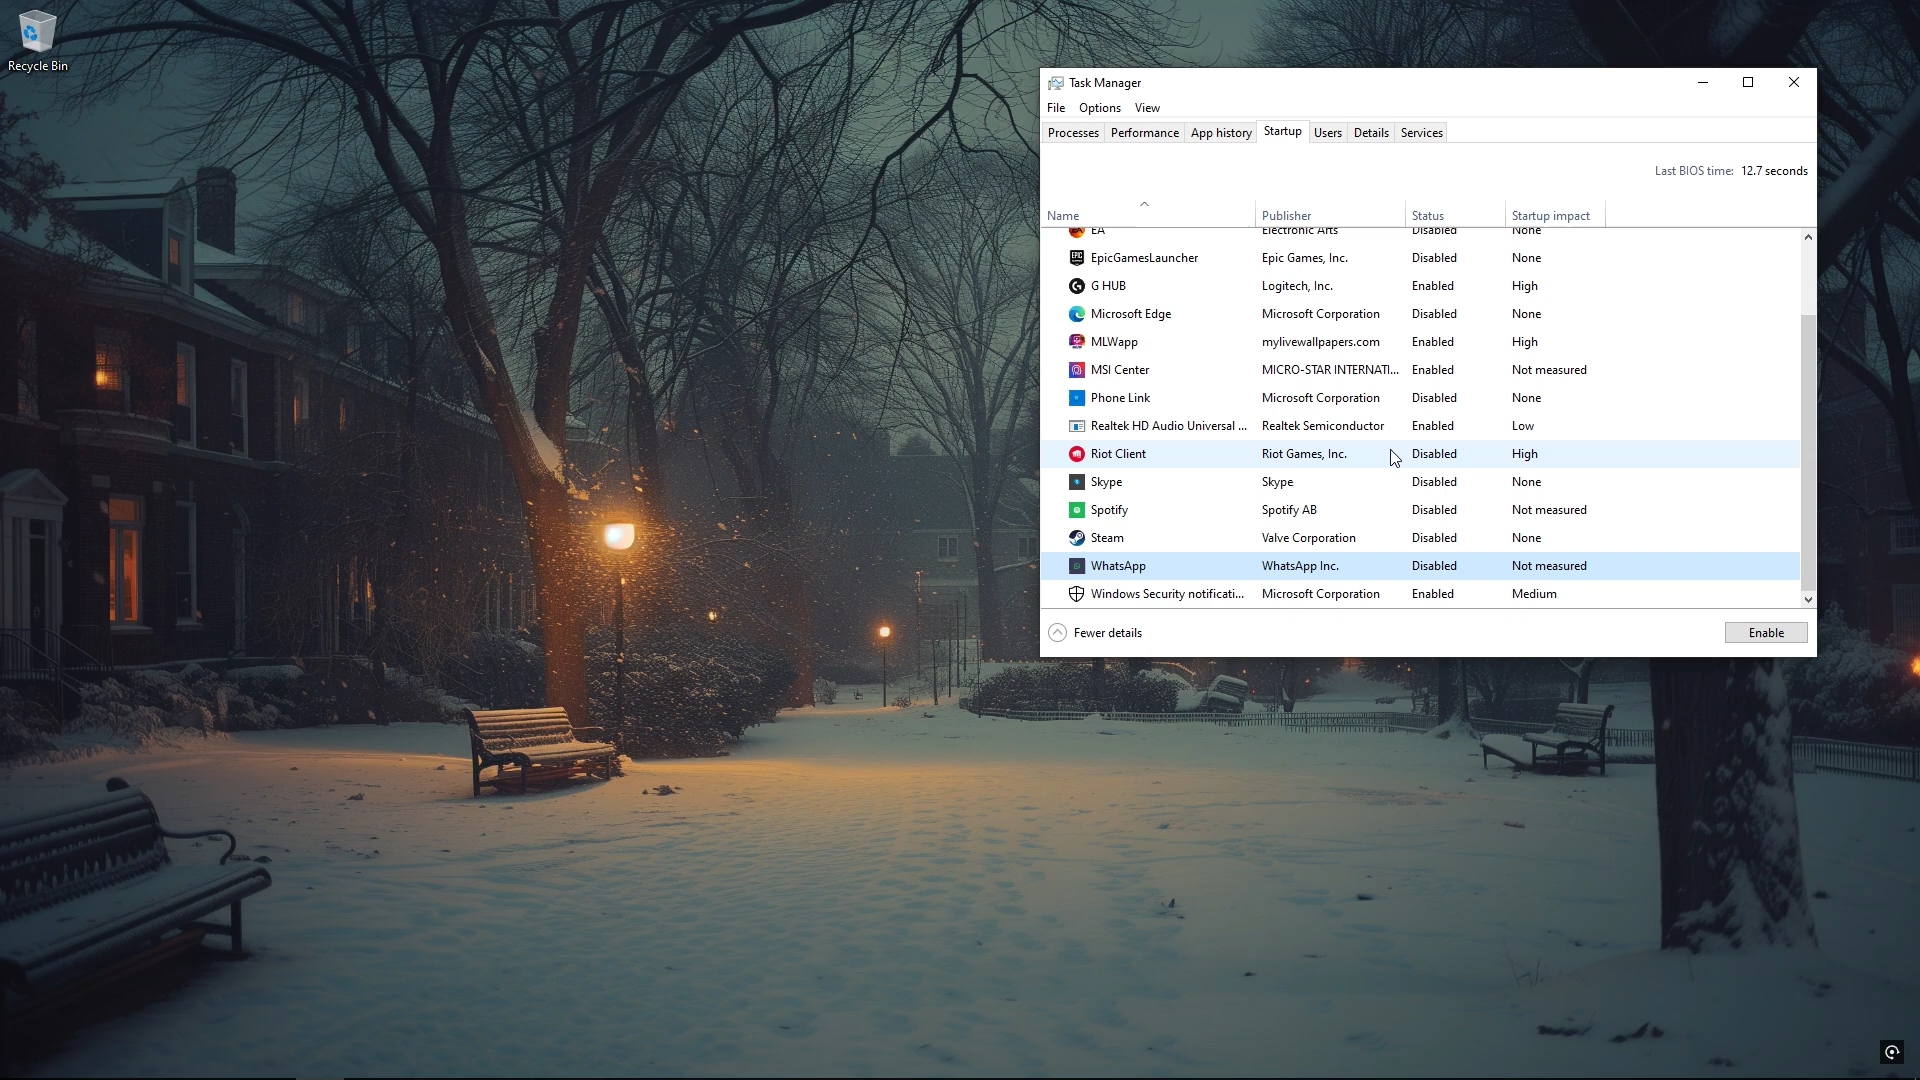 Recycle Bin
Task Manager
File Options View
Processes Performance App history Startup Users Details Services
Last BIOS time: 12.7 seconds
Name Publisher Status Startup impact
EA Electronic Arts Disabled None
EPIC EpicGamesLauncher Epic Games, Inc. Disabled None
G HUB Logitech, Inc. Enabled High
Microsoft Edge Microsoft Corporation Disabled None
MLWapp mylivewallpapers.com Enabled High
MSI Center MICRO-STAR INTERNATI... Enabled Not measured
Phone Link Microsoft Corporation Disabled None
Realtek HD Audio Universal ... Realtek Semiconductor Enabled Low
Riot Client Riot Games, Inc. Disabled High
Skype Skype Disabled None
Spotify Spotify AB Disabled Not measured
Steam Valve Corporation Disabled None
WhatsApp WhatsApp Inc. Disabled Not measured
Windows Security notificati... Microsoft Corporation Enabled Medium
Fewer details Enable